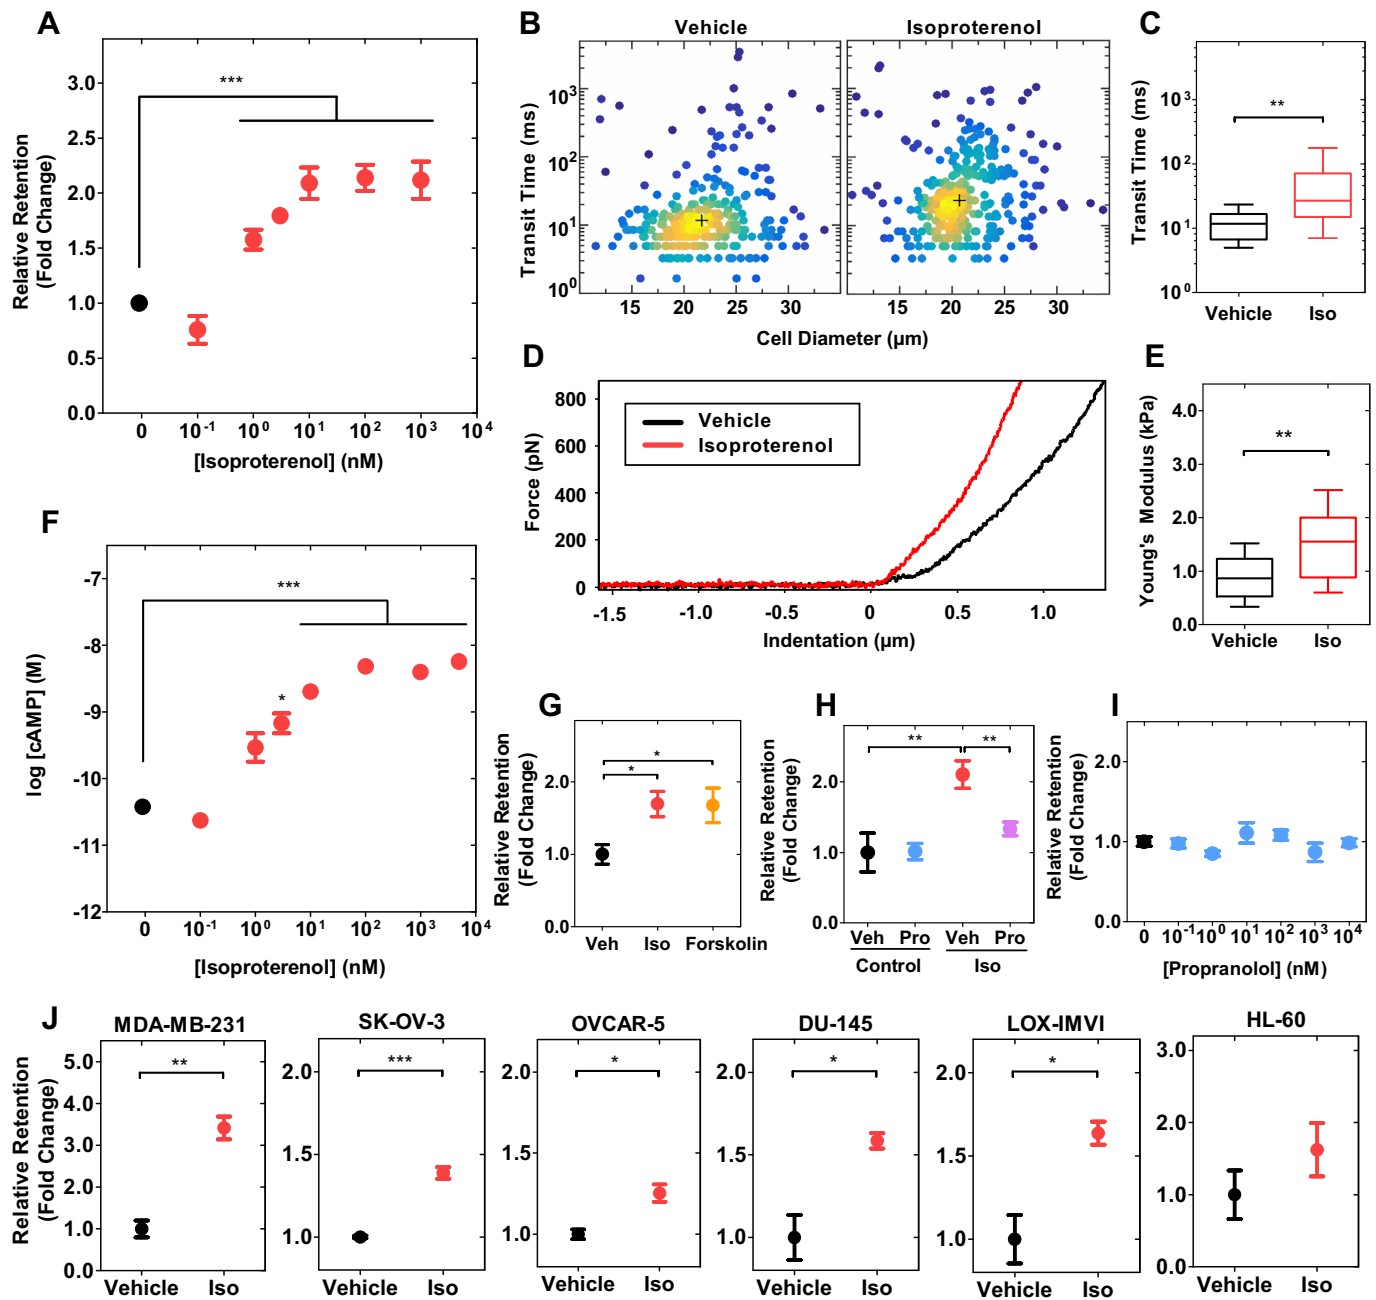 A
Relative Retention
(Fold Change)
3.0
2.5
2.0
1.5
1.0
0.5
0.0
***
0 10⁻¹ 10⁰ 10¹ 10² 10³ 10⁴
[Isoproterenol] (nM)
B
Vehicle Isoproterenol
Transit Time (ms)
10³
10²
10¹
10⁰
15 20 25 30 15 20 25 30
Cell Diameter (µm)
C
Transit Time (ms)
10³
10²
10¹
10⁰
**
Vehicle Iso
D
Force (pN)
800
600
400
200
0
Vehicle
Isoproterenol
-1.5 -1.0 -0.5 0 0.5 1.0
Indentation (µm)
E
Young's Modulus (kPa)
4.0
3.0
2.0
1.0
0.0
**
Vehicle Iso
F
log [cAMP] (M)
-7
-8
-9
-10
-11
-12
***
*
0 10⁻¹ 10⁰ 10¹ 10² 10³ 10⁴
[Isoproterenol] (nM)
G
Relative Retention
(Fold Change)
2.0
1.0
0.0
*
*
Veh Iso Forskolin
H
Relative Retention
(Fold Change)
2.0
1.0
0.0
** **
Veh Pro Veh Pro
Control Iso
I
Relative Retention
(Fold Change)
2.0
1.0
0.0
0 10⁻¹ 10⁰ 10¹ 10² 10³ 10⁴
[Propranolol] (nM)
J
Relative Retention
(Fold Change)
MDA-MB-231
5.0
4.0
3.0
2.0
1.0
0.0
**
Vehicle Iso
SK-OV-3
2.0
1.5
1.0
***
Vehicle Iso
OVCAR-5
2.0
1.5
1.0
*
Vehicle Iso
DU-145
2.0
1.5
1.0
*
Vehicle Iso
LOX-IMVI
2.0
1.5
1.0
*
Vehicle Iso
HL-60
3.0
2.0
1.0
0.0
Vehicle Iso